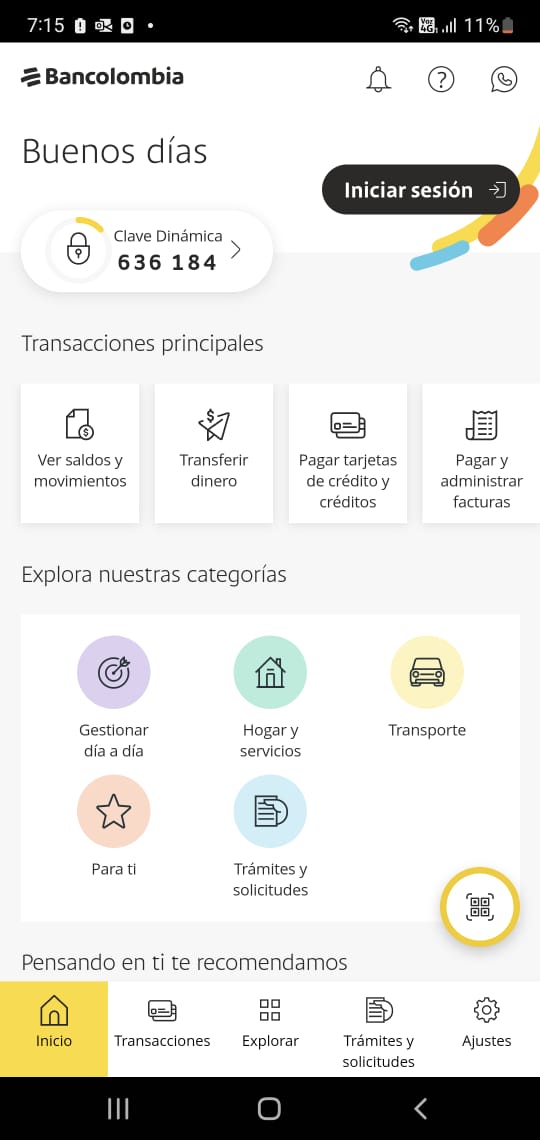 7:15
Voz 4G
11%
Bancolombia
Buenos días
Iniciar sesión
Clave Dinámica
636 184
Transacciones principales
Ver saldos y
movimientos
Transferir
dinero
Pagar tarjetas
de crédito y
créditos
Pagar y
administrar
facturas
Explora nuestras categorías
Gestionar
día a día
Hogar y
servicios
Transporte
Para ti
Trámites y
solicitudes
Pensando en ti te recomendamos
Inicio
Transacciones
Explorar
Trámites y
solicitudes
Ajustes